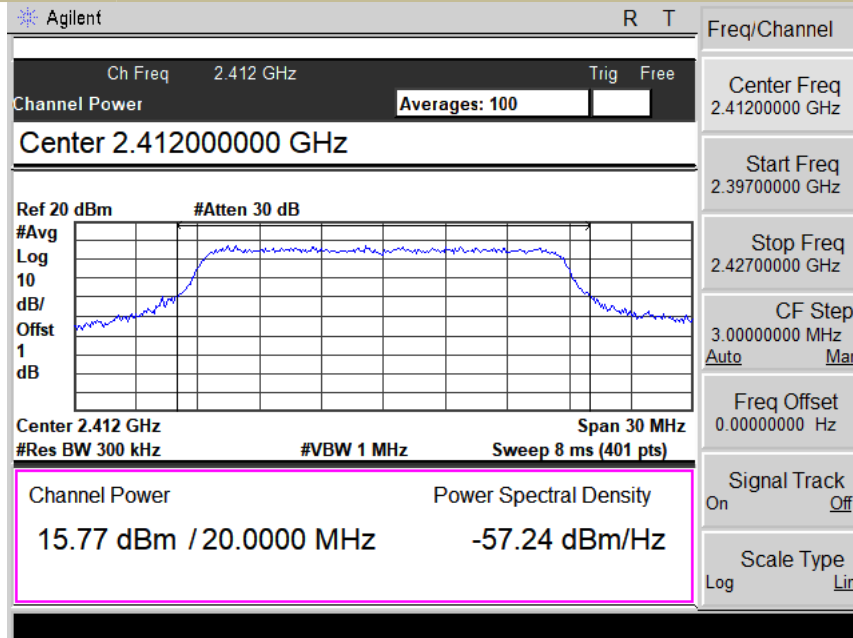 Agilent
R T
Ch Freq 2.412 GHz Trig Free
Channel Power Averages: 100
Center 2.412000000 GHz
Ref 20 dBm #Atten 30 dB
#Avg
Log
10
dB/
Offst
1
dB
Center 2.412 GHz Span 30 MHz
#Res BW 300 kHz #VBW 1 MHz Sweep 8 ms (401 pts)
Channel Power Power Spectral Density
15.77 dBm / 20.0000 MHz -57.24 dBm/Hz
Freq/Channel
Center Freq
2.41200000 GHz
Start Freq
2.39700000 GHz
Stop Freq
2.42700000 GHz
CF Step
3.00000000 MHz
Auto Man
Freq Offset
0.00000000 Hz
Signal Track
On Off
Scale Type
Log Lin